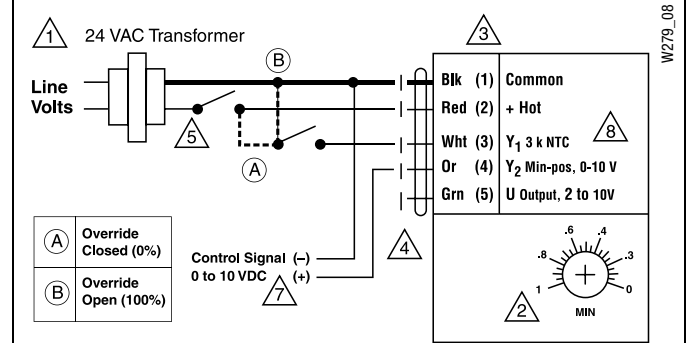 1 24 VAC Transformer
3
W279_08
B
Line
Volts
Blk (1) Common
Red (2) + Hot
5
Wht (3) Y1 3 k NTC
8
A
Or (4) Y2 Min-pos, 0-10 V
Grn (5) U Output, 2 to 10V
A Override
Closed (0%)
B Override
Open (100%)
Control Signal (–)
0 to 10 VDC (+)
7
4
.6 .4
.8 .3
1 0
MIN
2